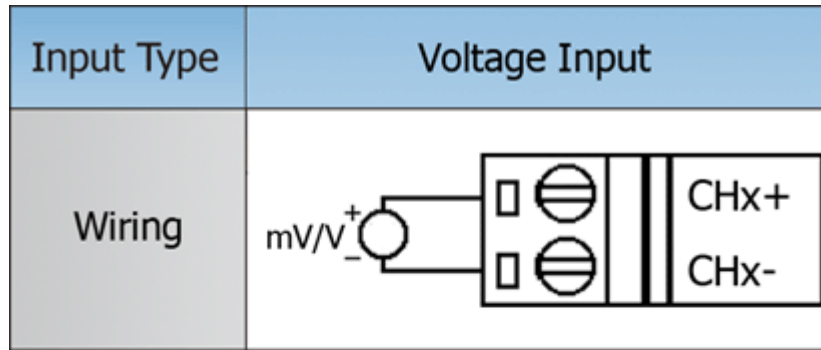 Input Type
Voltage Input
Wiring
mV/V
+
−
CHx+
CHx-